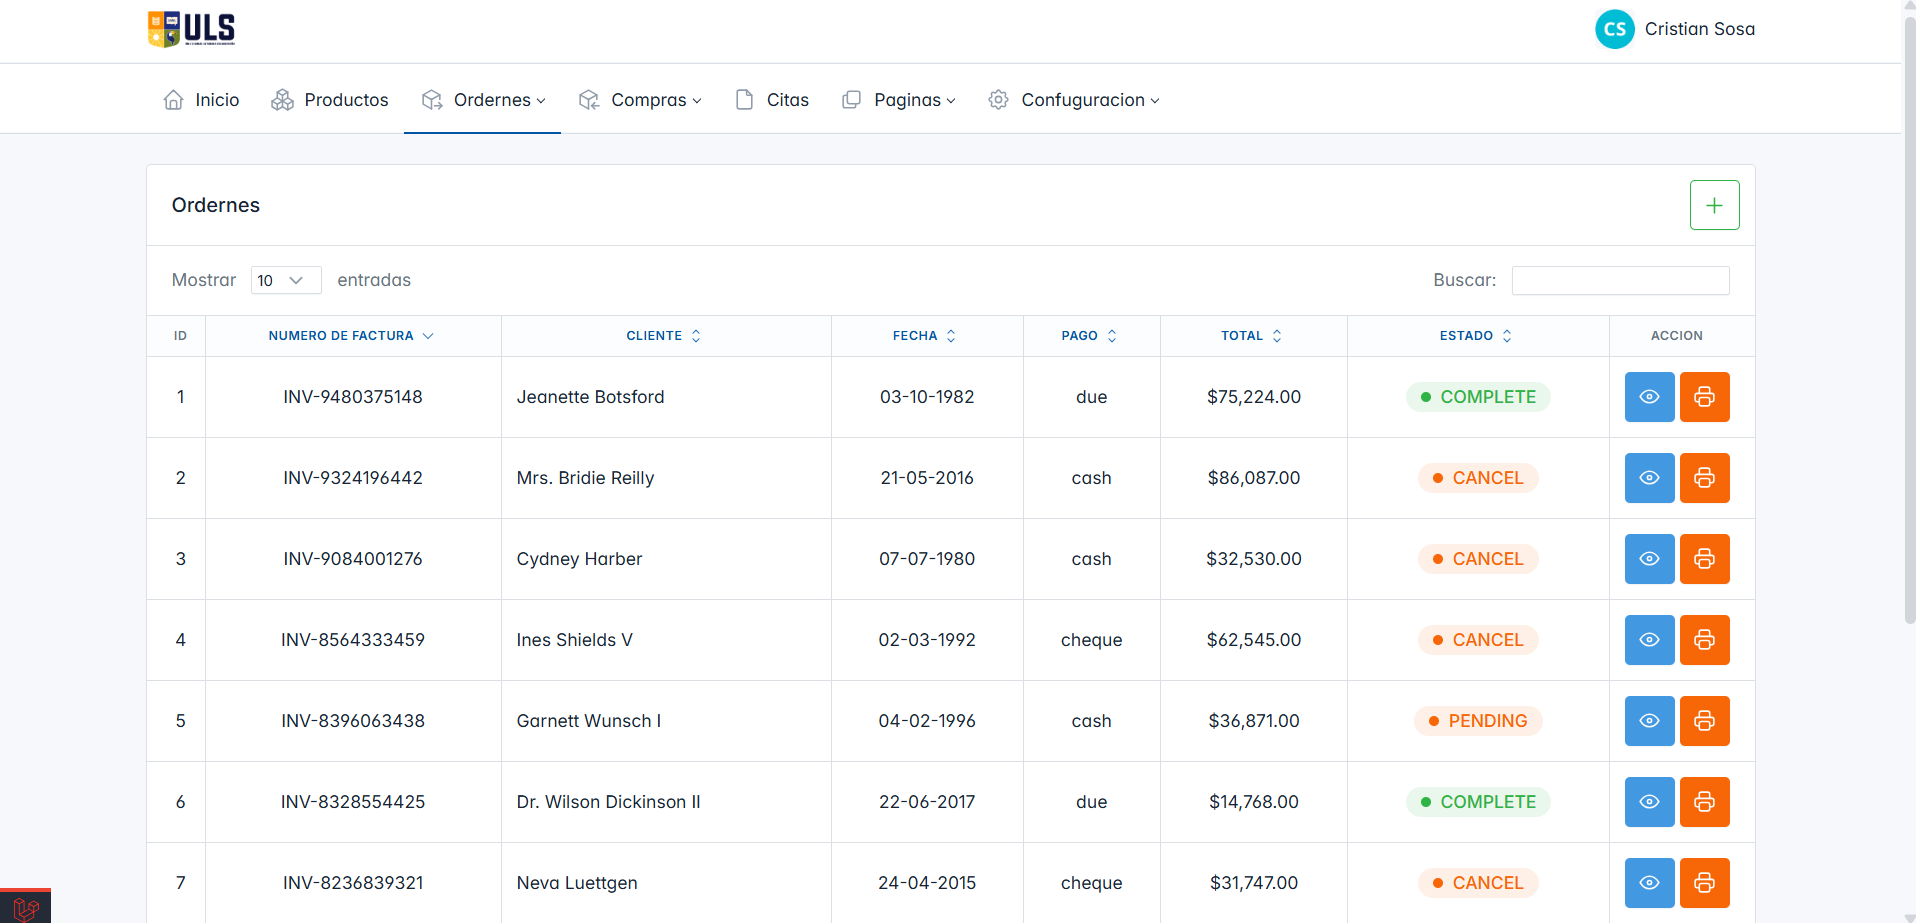 ULS
CS Cristian Sosa
Inicio Productos Ordernes Compras Citas Paginas Confuguracion
Ordernes
Mostrar 10 entradas Buscar:
ID NUMERO DE FACTURA CLIENTE FECHA PAGO TOTAL ESTADO ACCION
1 INV-9480375148 Jeanette Botsford 03-10-1982 due $75,224.00 COMPLETE
2 INV-9324196442 Mrs. Bridie Reilly 21-05-2016 cash $86,087.00 CANCEL
3 INV-9084001276 Cydney Harber 07-07-1980 cash $32,530.00 CANCEL
4 INV-8564333459 Ines Shields V 02-03-1992 cheque $62,545.00 CANCEL
5 INV-8396063438 Garnett Wunsch I 04-02-1996 cash $36,871.00 PENDING
6 INV-8328554425 Dr. Wilson Dickinson II 22-06-2017 due $14,768.00 COMPLETE
7 INV-8236839321 Neva Luettgen 24-04-2015 cheque $31,747.00 CANCEL